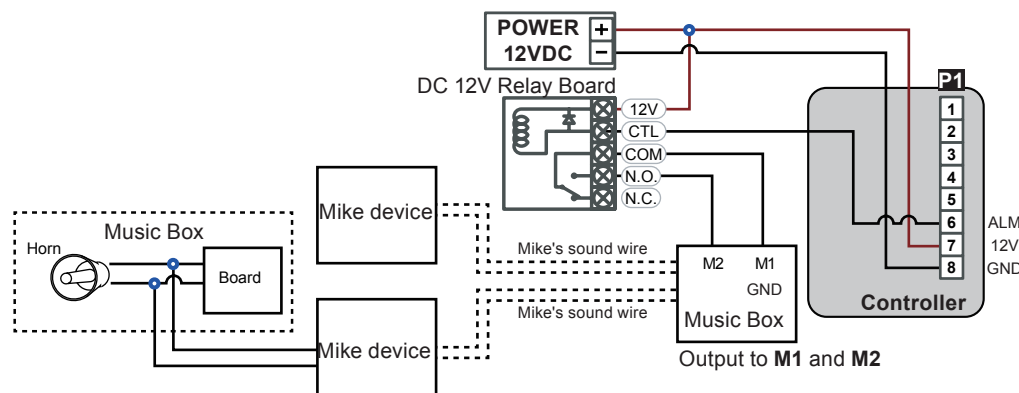 POWER +
12VDC −
DC 12V Relay Board
12V
CTL
COM
N.O.
N.C.
P1
1
2
3
4
5
6 ALM
7 12V
8 GND
Controller
Mike device
Mike's sound wire
Music Box
Horn
Board
M2 M1
GND
Music Box
Mike's sound wire
Mike device
Output to M1 and M2